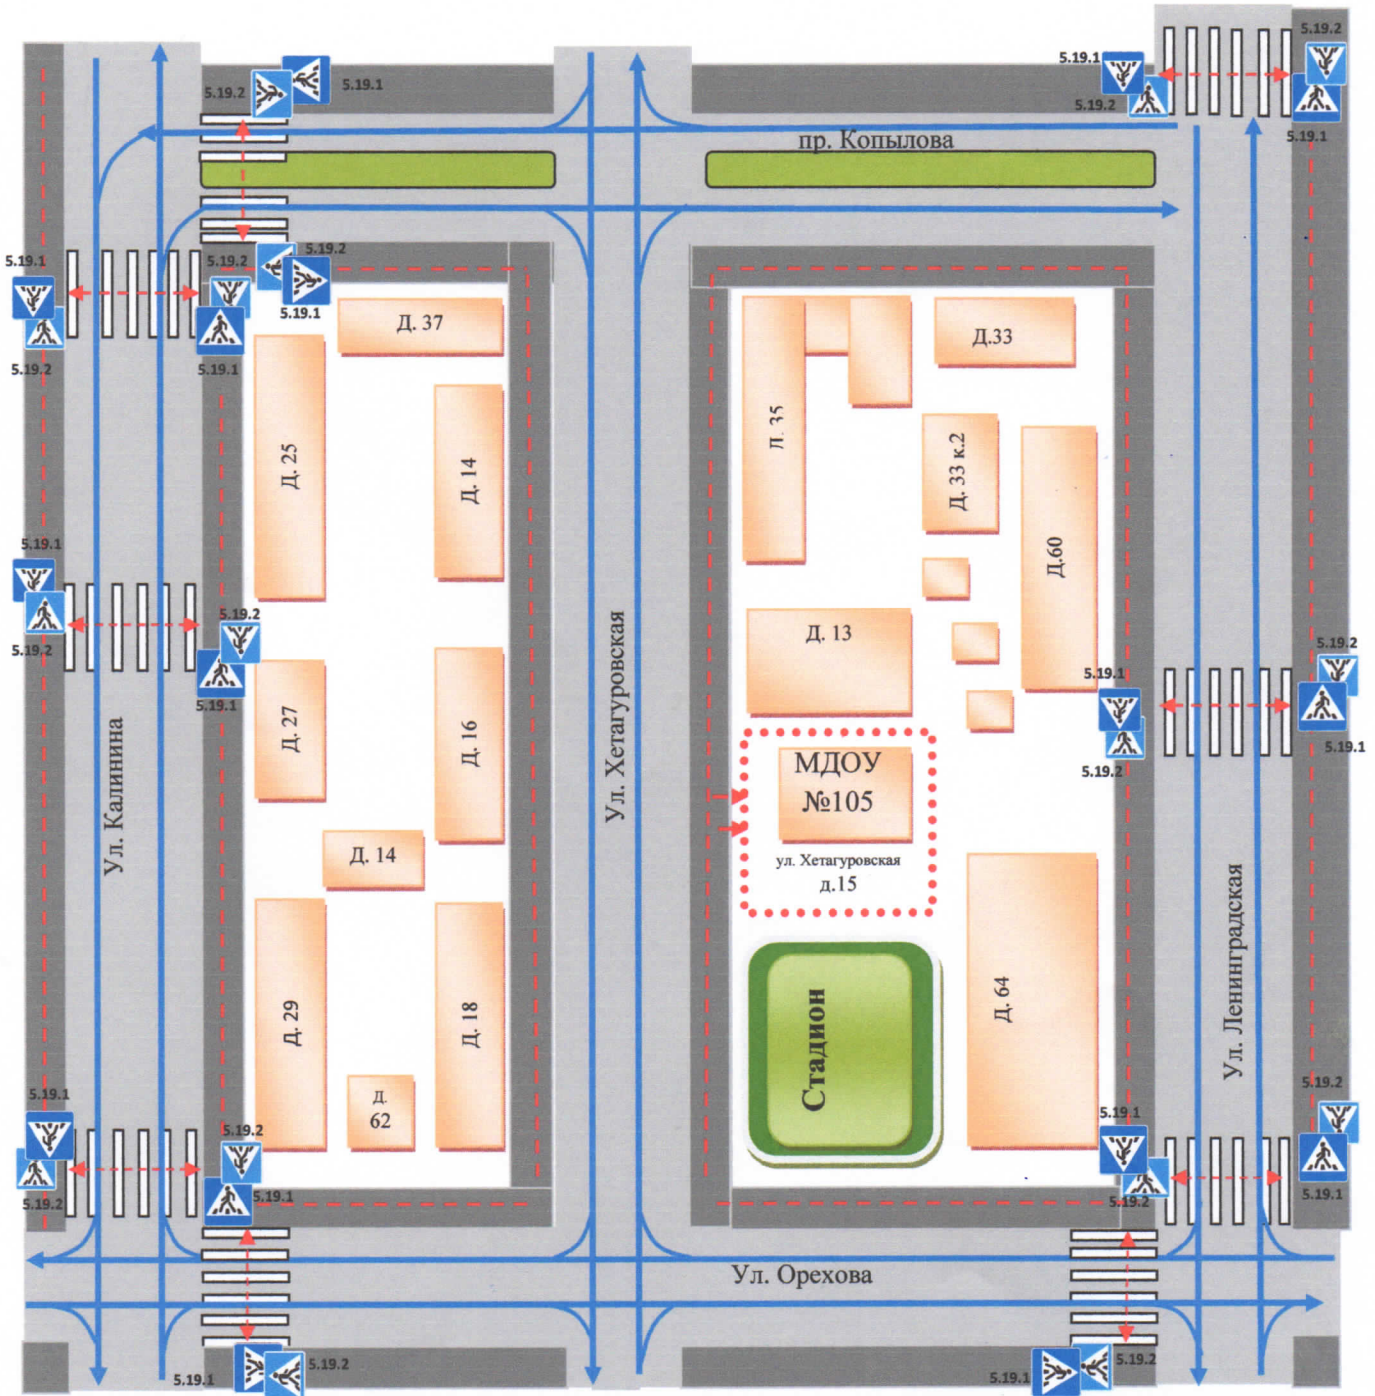 5.19.2
5.19.1
5.19.1
5.19.2
5.19.2
5.19.1
пр. Копылова
5.19.1
5.19.2
5.19.2
5.19.1
5.19.2
5.19.1
Д. 37
Д.33
Д. 25
Д. 14
Д. 35
Д. 33 к.2
Д.60
5.19.1
5.19.2
5.19.2
5.19.1
Д. 13
Ул. Хетагуровская
5.19.1
5.19.2
5.19.2
5.19.1
Д. 27
Д. 16
МДОУ
№105
ул. Хетагуровская
д.15
Ул. Калинина
Д. 14
Ул. Ленинградская
Д. 29
Д. 18
Д.
62
Стадион
Д. 64
5.19.1
5.19.2
5.19.2
5.19.1
5.19.1
5.19.2
5.19.2
5.19.1
Ул. Орехова
5.19.1
5.19.2
5.19.1
5.19.2